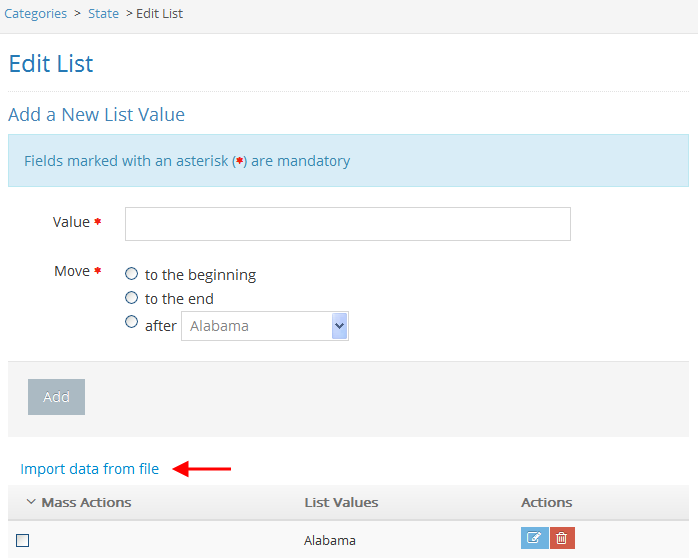 Categories > State > Edit List
Edit List
Add a New List Value
Fields marked with an asterisk (*) are mandatory
Value *
Move *
to the beginning
to the end
after Alabama
Add
Import data from file
Mass Actions List Values Actions
Alabama